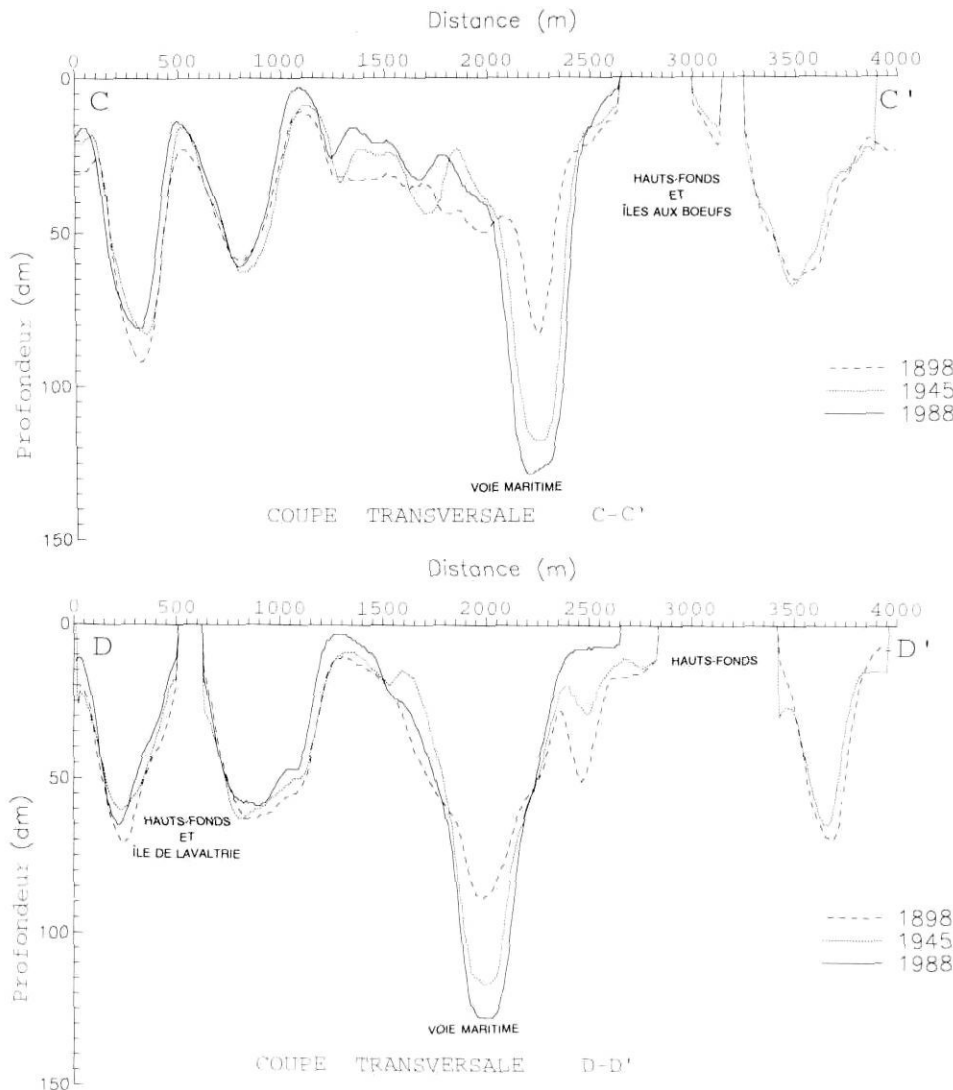 Distance (m)
0 500 1000 1500 2000 2500 3000 3500 4000
0
C
C'
50
100
150
Profondeur (dm)
HAUTS-FONDS
ET
ÎLES AUX BOEUFS
1898
1945
1988
VOIE MARITIME
COUPE TRANSVERSALE C-C'
Distance (m)
0 500 1000 1500 2000 2500 3000 3500 4000
0
D
D'
50
100
150
Profondeur (dm)
HAUTS-FONDS
HAUTS-FONDS
ET
ÎLE DE LAVALTRIE
1898
1945
1988
VOIE MARITIME
COUPE TRANSVERSALE D-D'